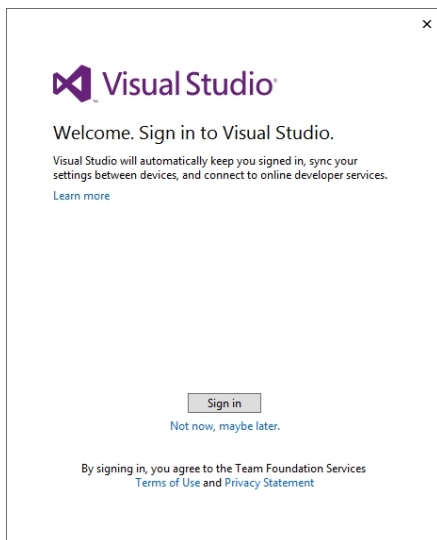 Visual Studio
Welcome. Sign in to Visual Studio.
Visual Studio will automatically keep you signed in, sync your
settings between devices, and connect to online developer services.
Learn more
Sign in
Not now, maybe later.
By signing in, you agree to the Team Foundation Services
Terms of Use and Privacy Statement